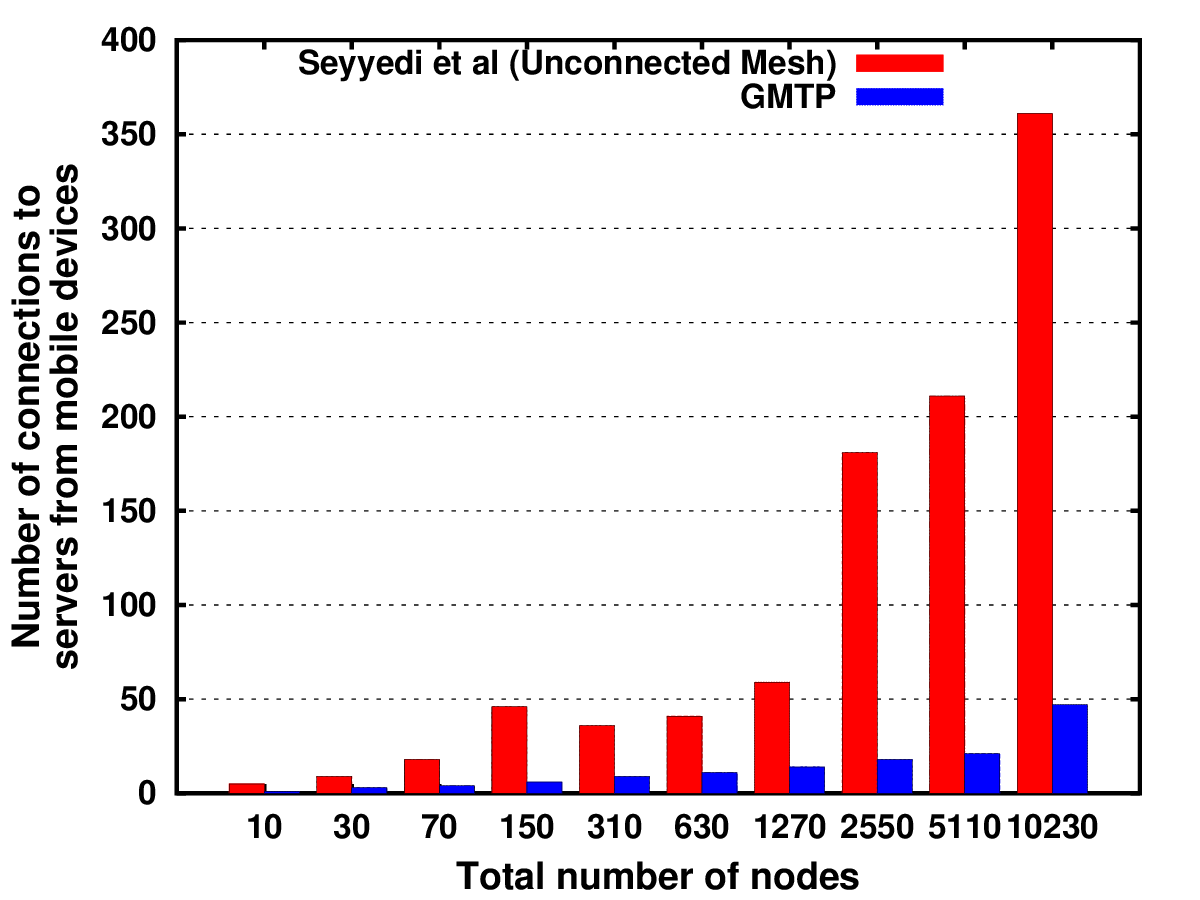 400
350
300
250
200
150
100
50
0
Number of connections to
servers from mobile devices
Seyyedi et al (Unconnected Mesh)
GMTP
10 30 70 150 310 630 1270 2550 5110 10230
Total number of nodes